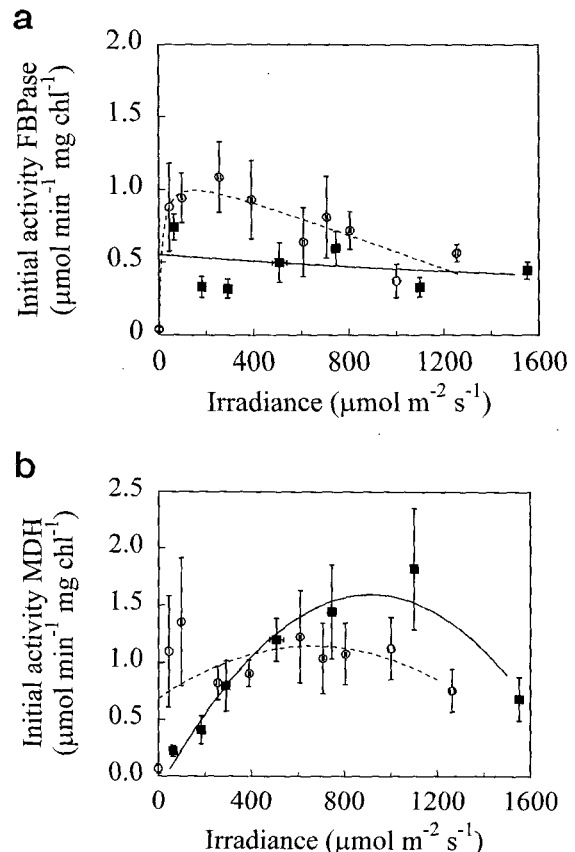 a
Initial activity FBPase
(μmol min⁻¹ mg chl⁻¹)
2.0
1.5
1.0
0.5
0
0 400 800 1200 1600
Irradiance (μmol m⁻² s⁻¹)
b
Initial activity MDH
(μmol min⁻¹ mg chl⁻¹)
2.5
2.0
1.5
1.0
0.5
0.0
0 400 800 1200 1600
Irradiance (μmol m⁻² s⁻¹)